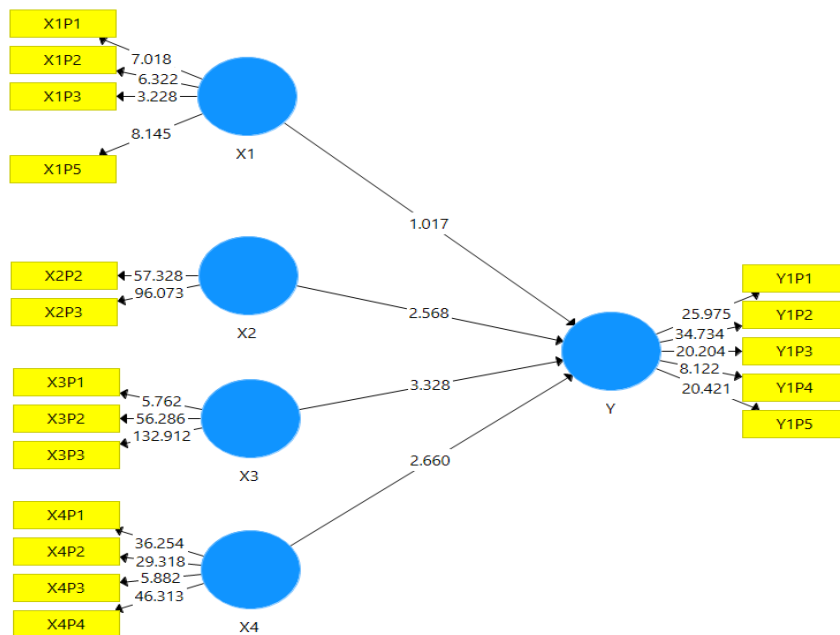 X1P1
X1P2
X1P3
X1P5
7.018
6.322
3.228
8.145
X1
1.017
X2P2
X2P3
57.328
96.073
X2
2.568
X3P1
X3P2
X3P3
5.762
56.286
132.912
X3
3.328
X4P1
X4P2
X4P3
X4P4
36.254
29.318
5.882
46.313
X4
2.660
Y
25.975
34.734
20.204
8.122
20.421
Y1P1
Y1P2
Y1P3
Y1P4
Y1P5